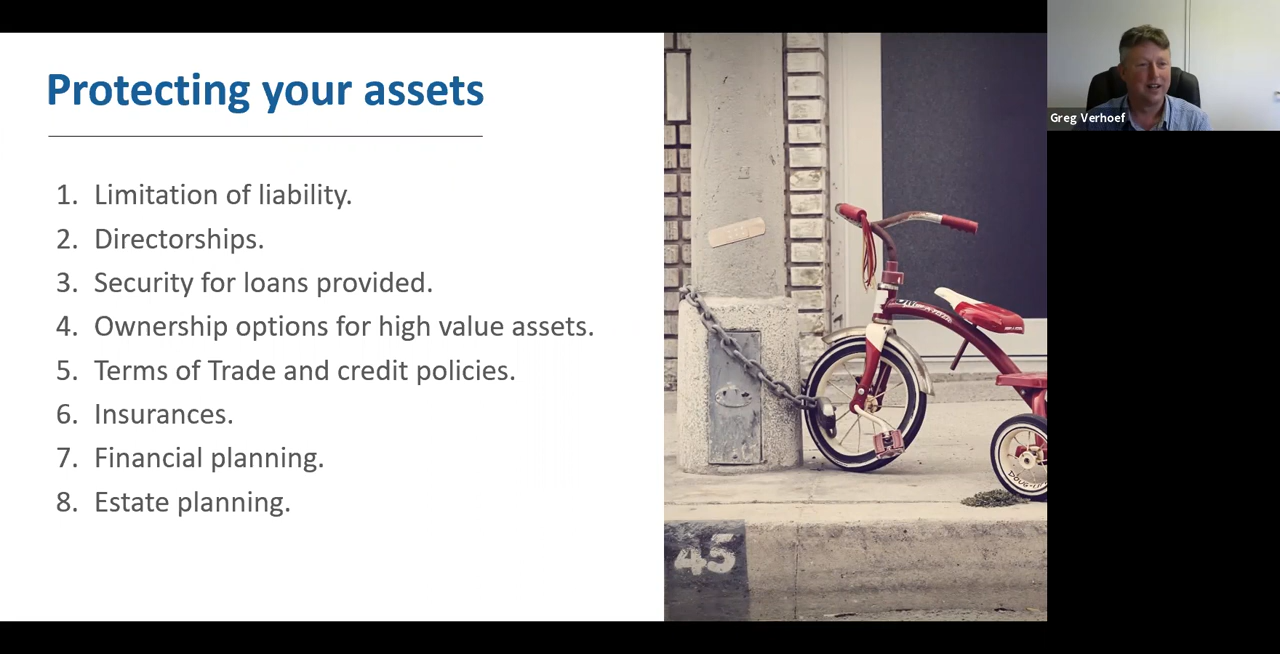 Protecting your assets
1. Limitation of liability.
2. Directorships.
3. Security for loans provided.
4. Ownership options for high value assets.
5. Terms of Trade and credit policies.
6. Insurances.
7. Financial planning.
8. Estate planning.
45
Greg Verhoef